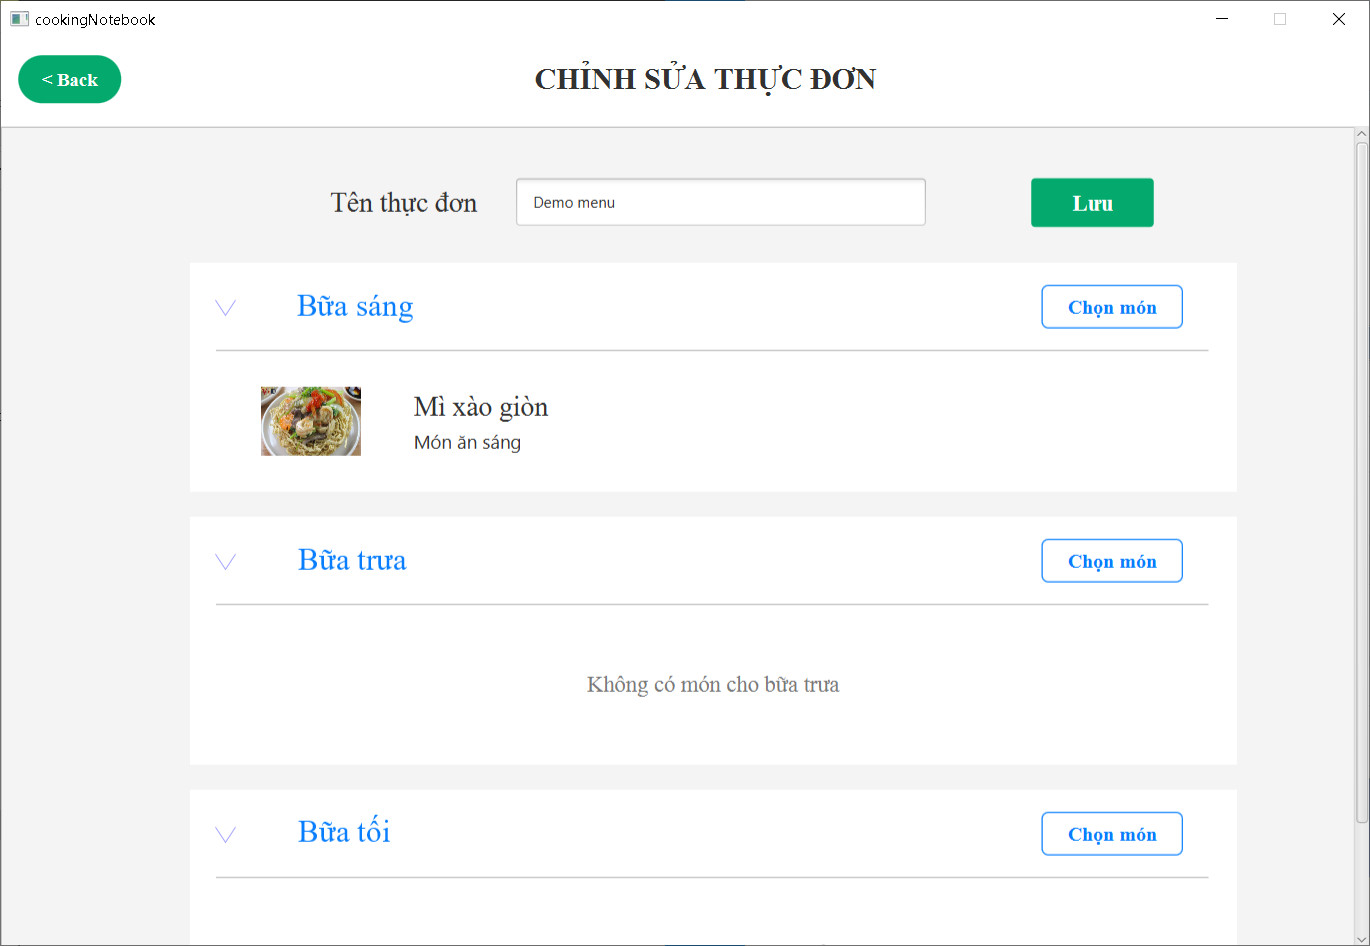 cookingNotebook
< Back
CHỈNH SỬA THỰC ĐƠN
Tên thực đơn
Demo menu
Lưu
Bữa sáng
Chọn món
Mì xào giòn
Món ăn sáng
Bữa trưa
Chọn món
Không có món cho bữa trưa
Bữa tối
Chọn món